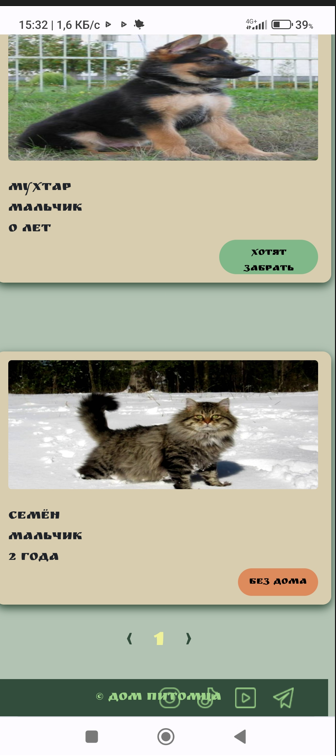 15:32 | 1,6 КБ/с
4G+
39%
МУХТАР
МАЛЬЧИК
0 ЛЕТ
ХОТЯТ
ЗАБРАТЬ
СЕМЁН
МАЛЬЧИК
2 ГОДА
БЕЗ ДОМА
⟨ 1 ⟩
© ДОМ ПИТОМЦА